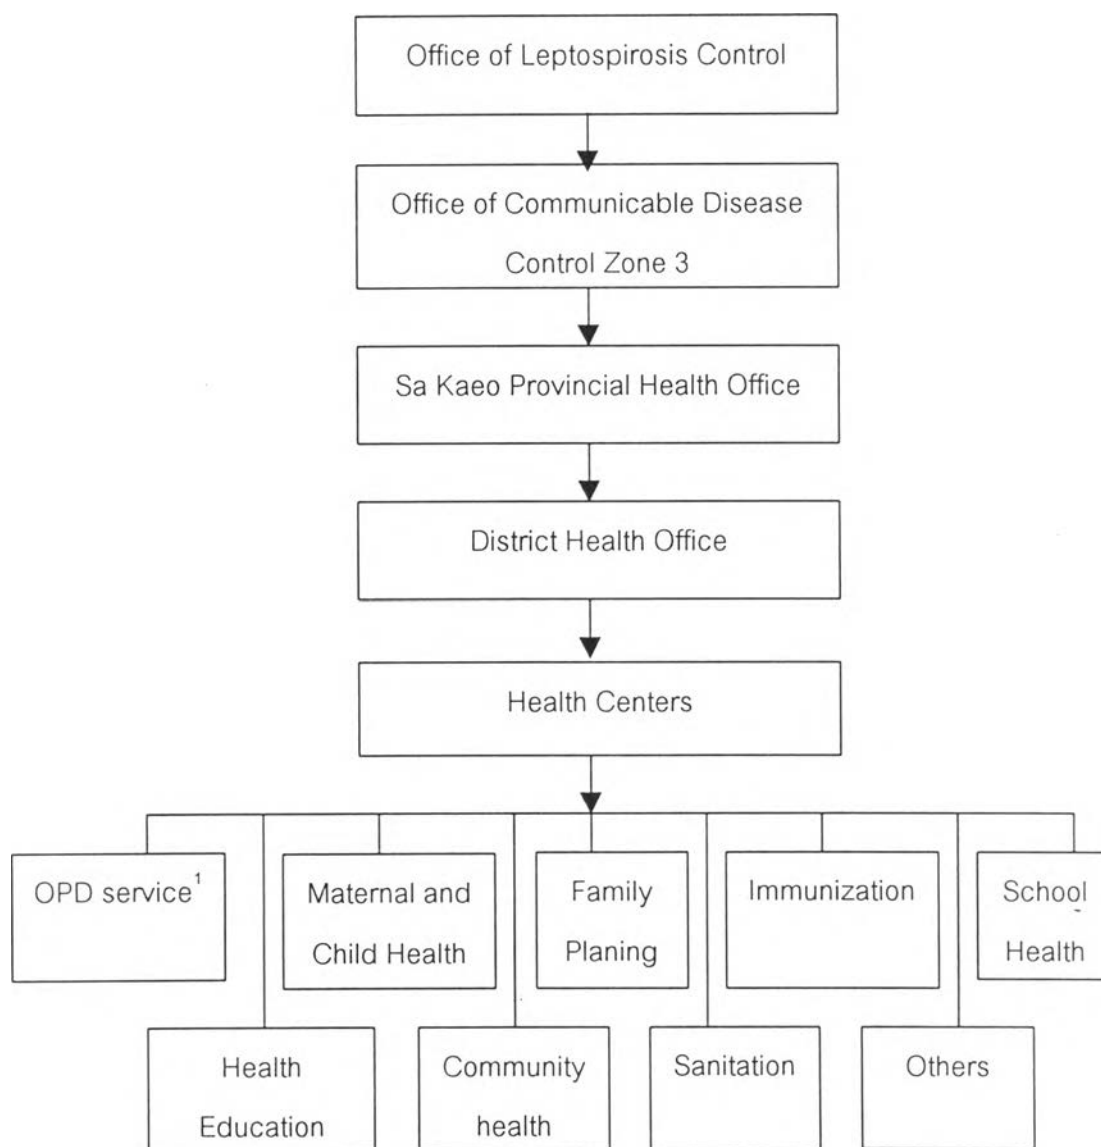 Office of Leptospirosis Control
Office of Communicable Disease
Control Zone 3
Sa Kaeo Provincial Health Office
District Health Office
Health Centers
OPD service¹
Maternal and
Child Health
Family
Planing
Immunization
School
Health
Health
Education
Community
health
Sanitation
Others